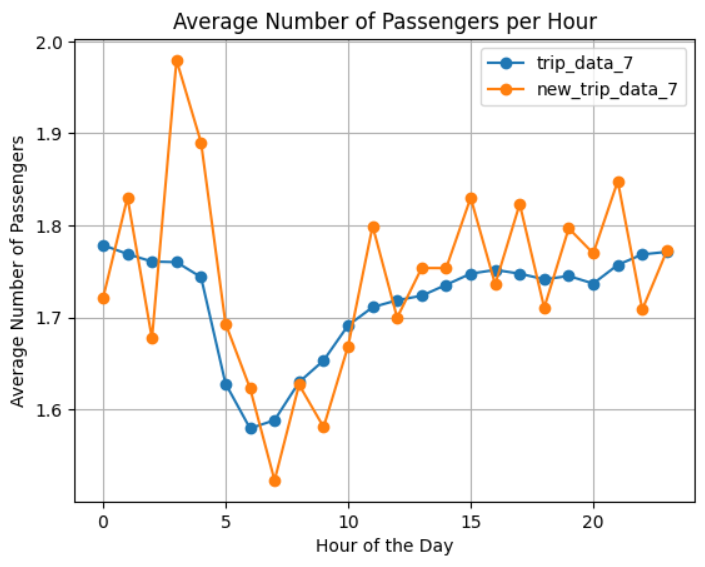 Average Number of Passengers per Hour
trip_data_7
new_trip_data_7
Average Number of Passengers
2.0
1.9
1.8
1.7
1.6
0 5 10 15 20
Hour of the Day